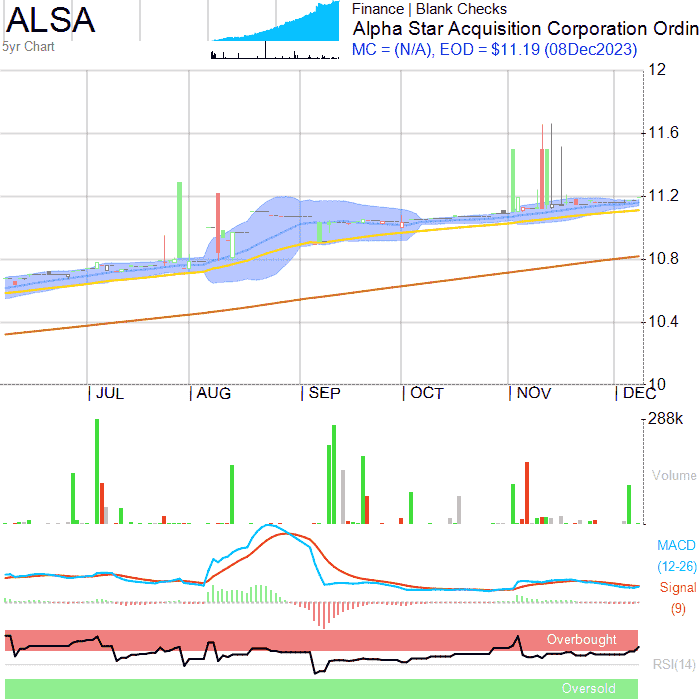 ALSA
5yr Chart
Finance | Blank Checks
Alpha Star Acquisition Corporation Ordin
MC = (N/A), EOD = $11.19 (08Dec2023)
12
11.6
11.2
10.8
10.4
10
JUL AUG SEP OCT NOV DEC
288k
Volume
MACD
(12-26)
Signal
(9)
Overbought
RSI(14)
Oversold